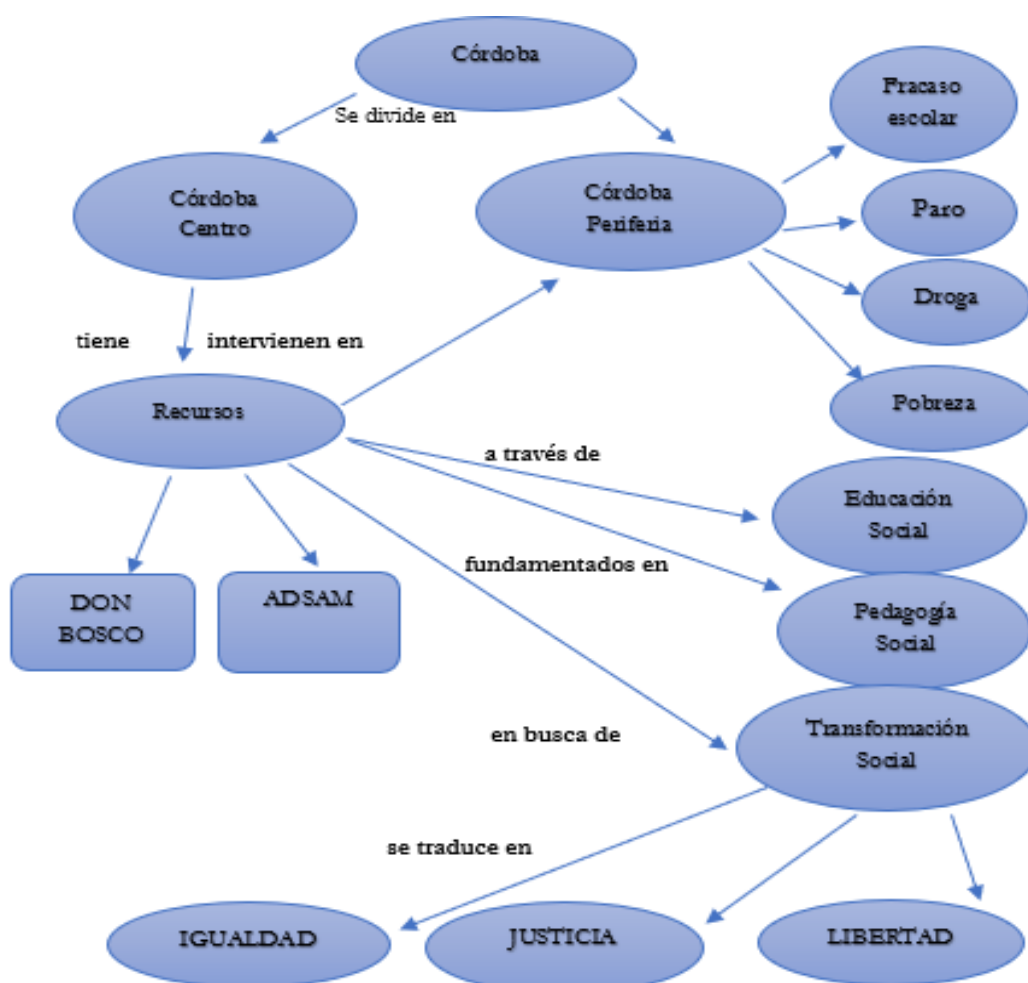 Córdoba
Se divide en
Fracaso
escolar
Córdoba
Centro
Córdoba
Periferia
Paro
Droga
tiene
intervienen en
Recursos
Pobreza
a través de
Educación
Social
fundamentados en
DON
BOSCO
ADSAM
Pedagogía
Social
en busca de
Transformación
Social
se traduce en
IGUALDAD
JUSTICIA
LIBERTAD